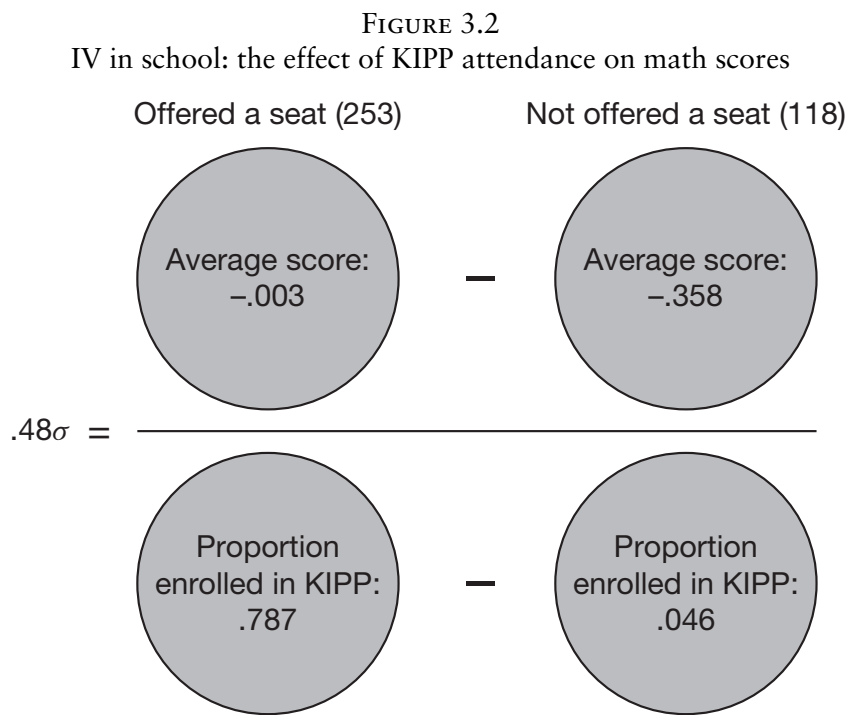 FIGURE 3.2
IV in school: the effect of KIPP attendance on math scores
Offered a seat (253)
Not offered a seat (118)
Average score:
–.003
–
Average score:
–.358
.48σ =
Proportion
enrolled in KIPP:
.787
–
Proportion
enrolled in KIPP:
.046